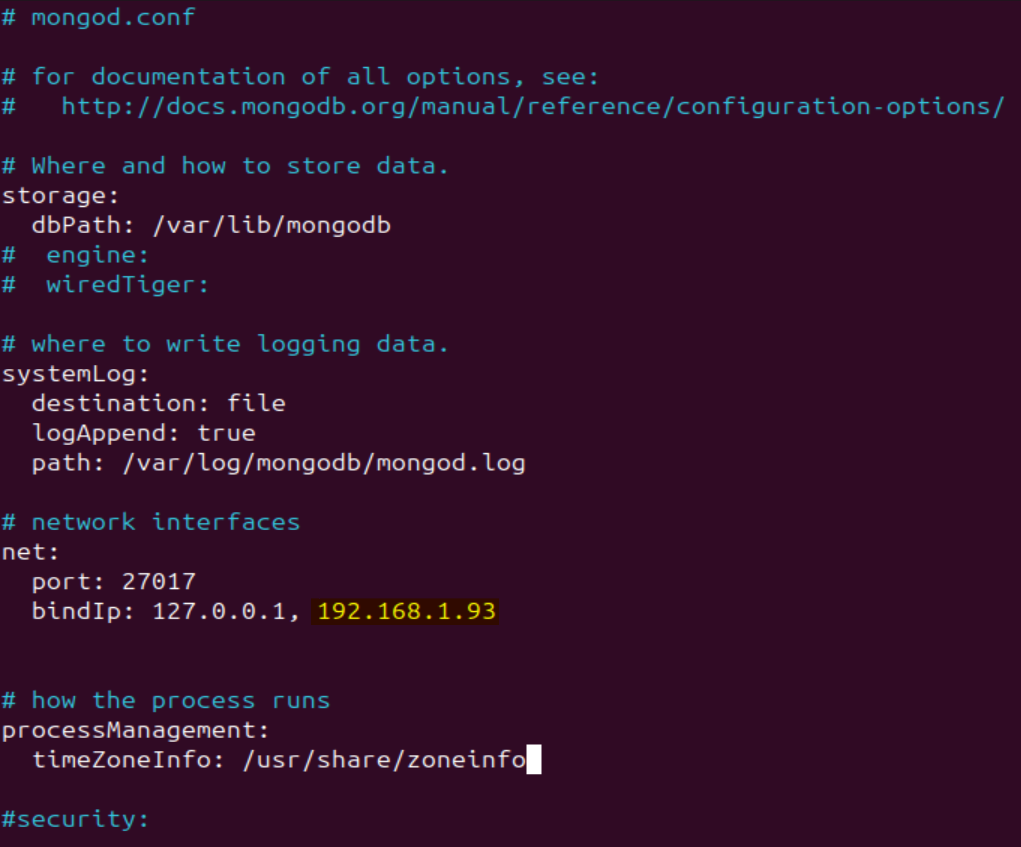 # mongod.conf
# for documentation of all options, see:
#   http://docs.mongodb.org/manual/reference/configuration-options/
# Where and how to store data.
storage:
  dbPath: /var/lib/mongodb
#  engine:
#  wiredTiger:
# where to write logging data.
systemLog:
  destination: file
  logAppend: true
  path: /var/log/mongodb/mongod.log
# network interfaces
net:
  port: 27017
  bindIp: 127.0.0.1, 192.168.1.93
# how the process runs
processManagement:
  timeZoneInfo: /usr/share/zoneinfo
#security: